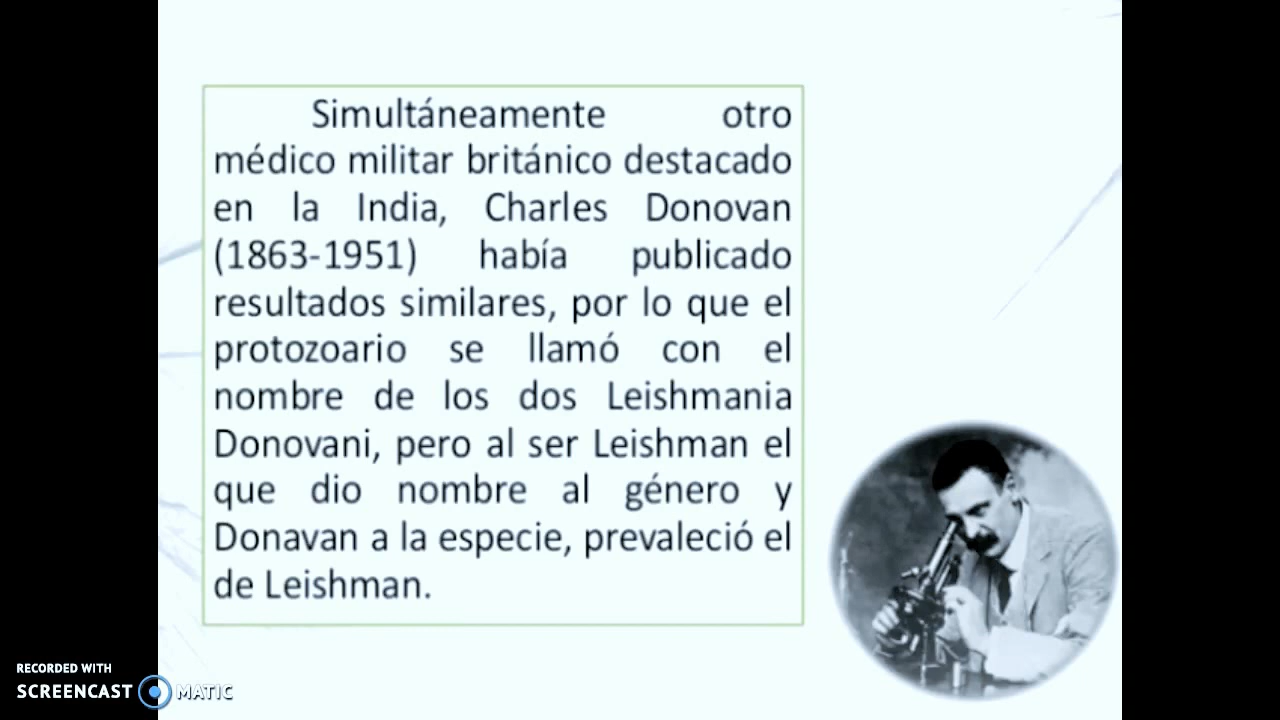 Simultáneamente otro
médico militar británico destacado
en la India, Charles Donovan
(1863-1951) había publicado
resultados similares, por lo que el
protozoario se llamó con el
nombre de los dos Leishmania
Donovani, pero al ser Leishman el
que dio nombre al género y
Donavan a la especie, prevaleció el
de Leishman.
RECORDED WITH
SCREENCAST MATIC